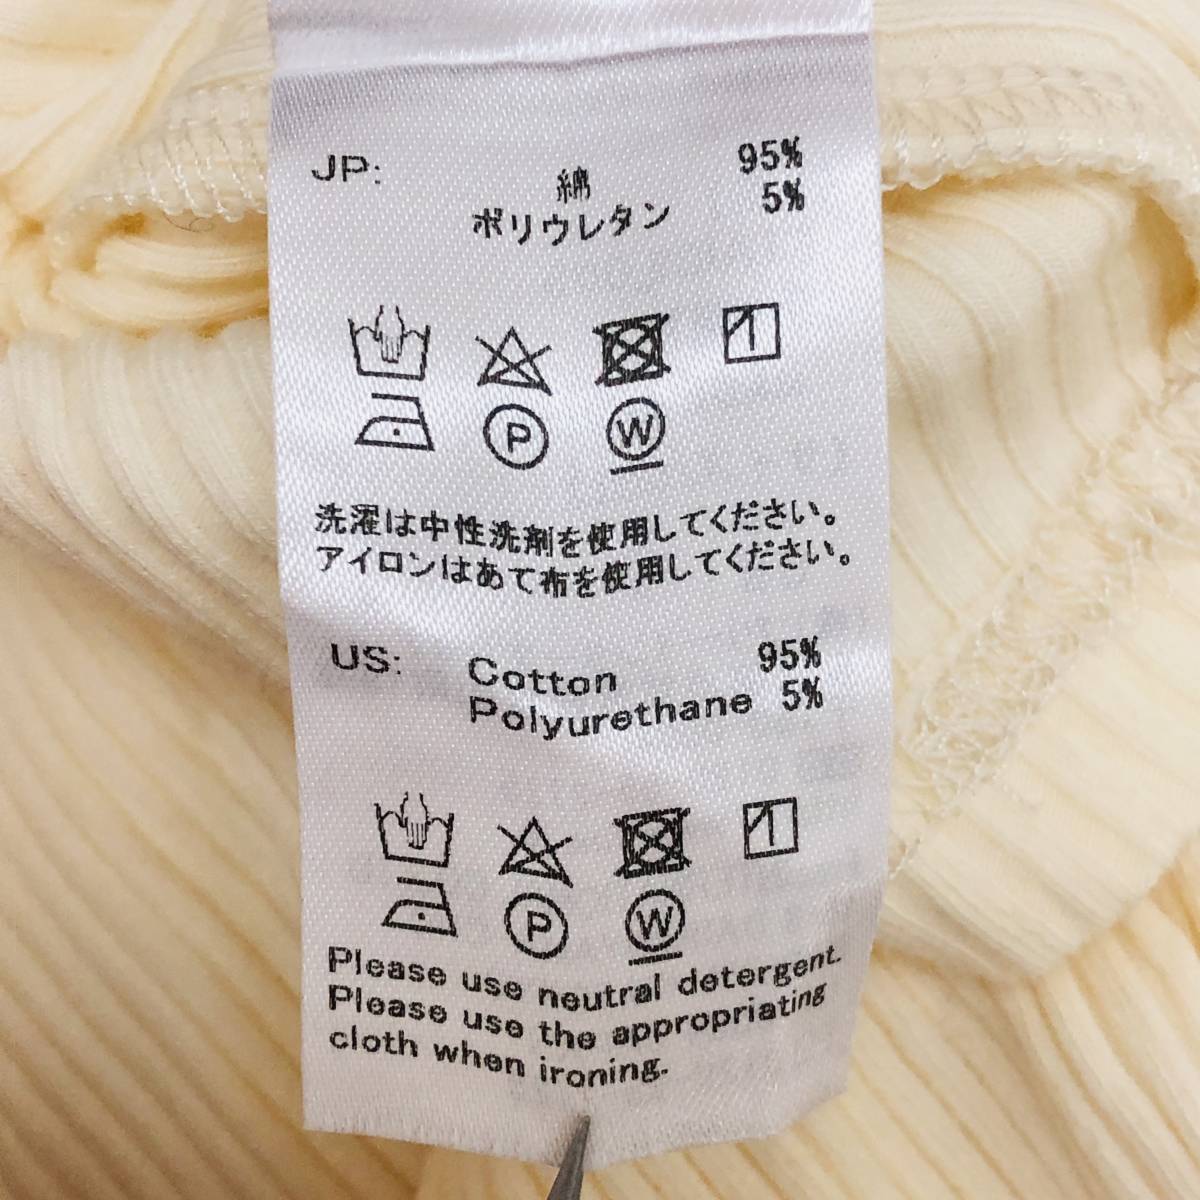 JP: 綿 95%
ポリウレタン 5%
P W
洗濯は中性洗剤を使用してください。
アイロンはあて布を使用してください。
US: Cotton 95%
Polyurethane 5%
P W
Please use neutral detergent.
Please use the appropriating
cloth when ironing.